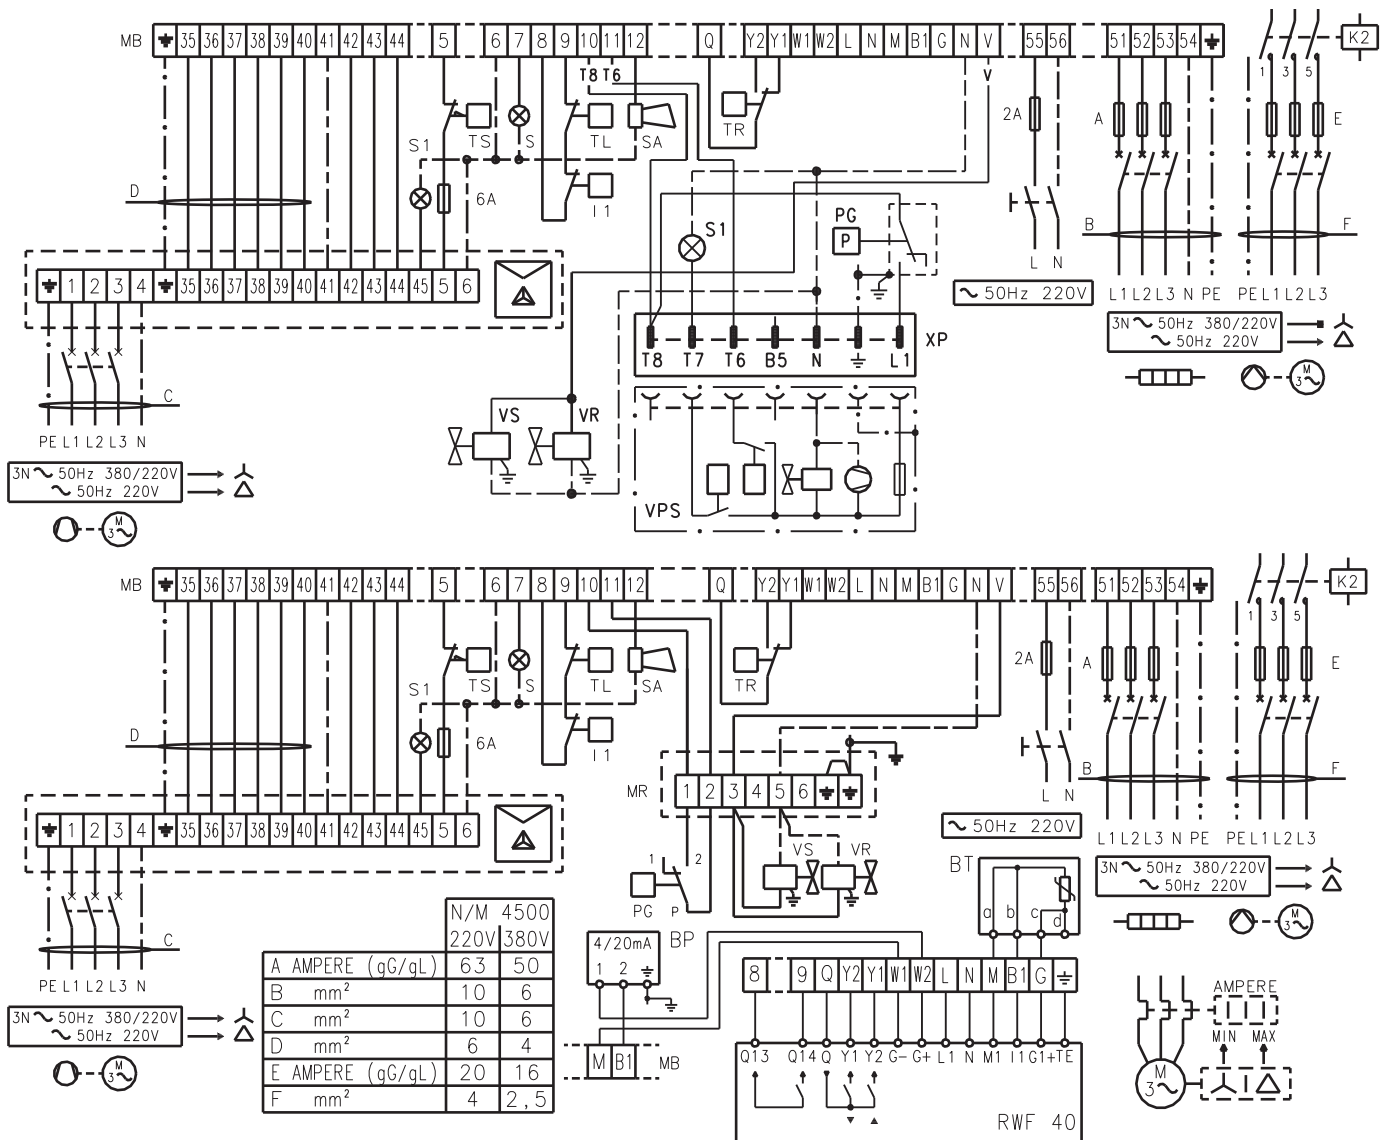 MB ⏚ 35 36 37 38 39 40 41 42 43 44 5 6 7 8 9 10 11 12 Q Y2 Y1 W1 W2 L N M B1 G N V 55 56 51 52 53 54 ⏚ K2
T8 T6 V
1 3 5
S1 TS S TL SA TR 2A A E
D 6A I1 PG
P S1 B F
L N
⏚ 1 2 3 4 ⏚ 35 36 37 38 39 40 41 42 43 44 45 5 6
~ 50Hz 220V L1 L2 L3 N PE PE L1 L2 L3
3N ~ 50Hz 380/220V
~ 50Hz 220V
XP
T8 T7 T6 B5 N ⏚ L1
M
3~
C
VS VR
PE L1 L2 L3 N
3N ~ 50Hz 380/220V
~ 50Hz 220V
VPS
M
3~
MB ⏚ 35 36 37 38 39 40 41 42 43 44 5 6 7 8 9 10 11 12 Q Y2 Y1 W1 W2 L N M B1 G N V 55 56 51 52 53 54 ⏚ K2
1 3 5
S1 TS S TL SA TR 2A A E
D 6A I1
MR 1 2 3 4 5 6 ⏚ ⏚
B F
L N
⏚ 1 2 3 4 ⏚ 35 36 37 38 39 40 41 42 43 44 45 5 6
~ 50Hz 220V L1 L2 L3 N PE PE L1 L2 L3
1 2 VS VR
PG P
BT a b c d
3N ~ 50Hz 380/220V
~ 50Hz 220V
M
3~
C
PE L1 L2 L3 N
3N ~ 50Hz 380/220V
~ 50Hz 220V
M
3~
N/M 4500
220V 380V
A AMPERE (gG/gL) 63 50
B mm² 10 6
C mm² 10 6
D mm² 6 4
E AMPERE (gG/gL) 20 16
F mm² 4 2,5
BP
4/20mA
1 2 ⏚
M B1 MB
8 9 Q Y2 Y1 W1 W2 L N M B1 G ⏚
Q13 Q14 Q Y1 Y2 G- G+ L1 N M1 I1 G1+ TE
RWF 40
AMPERE
MIN MAX
M
3~